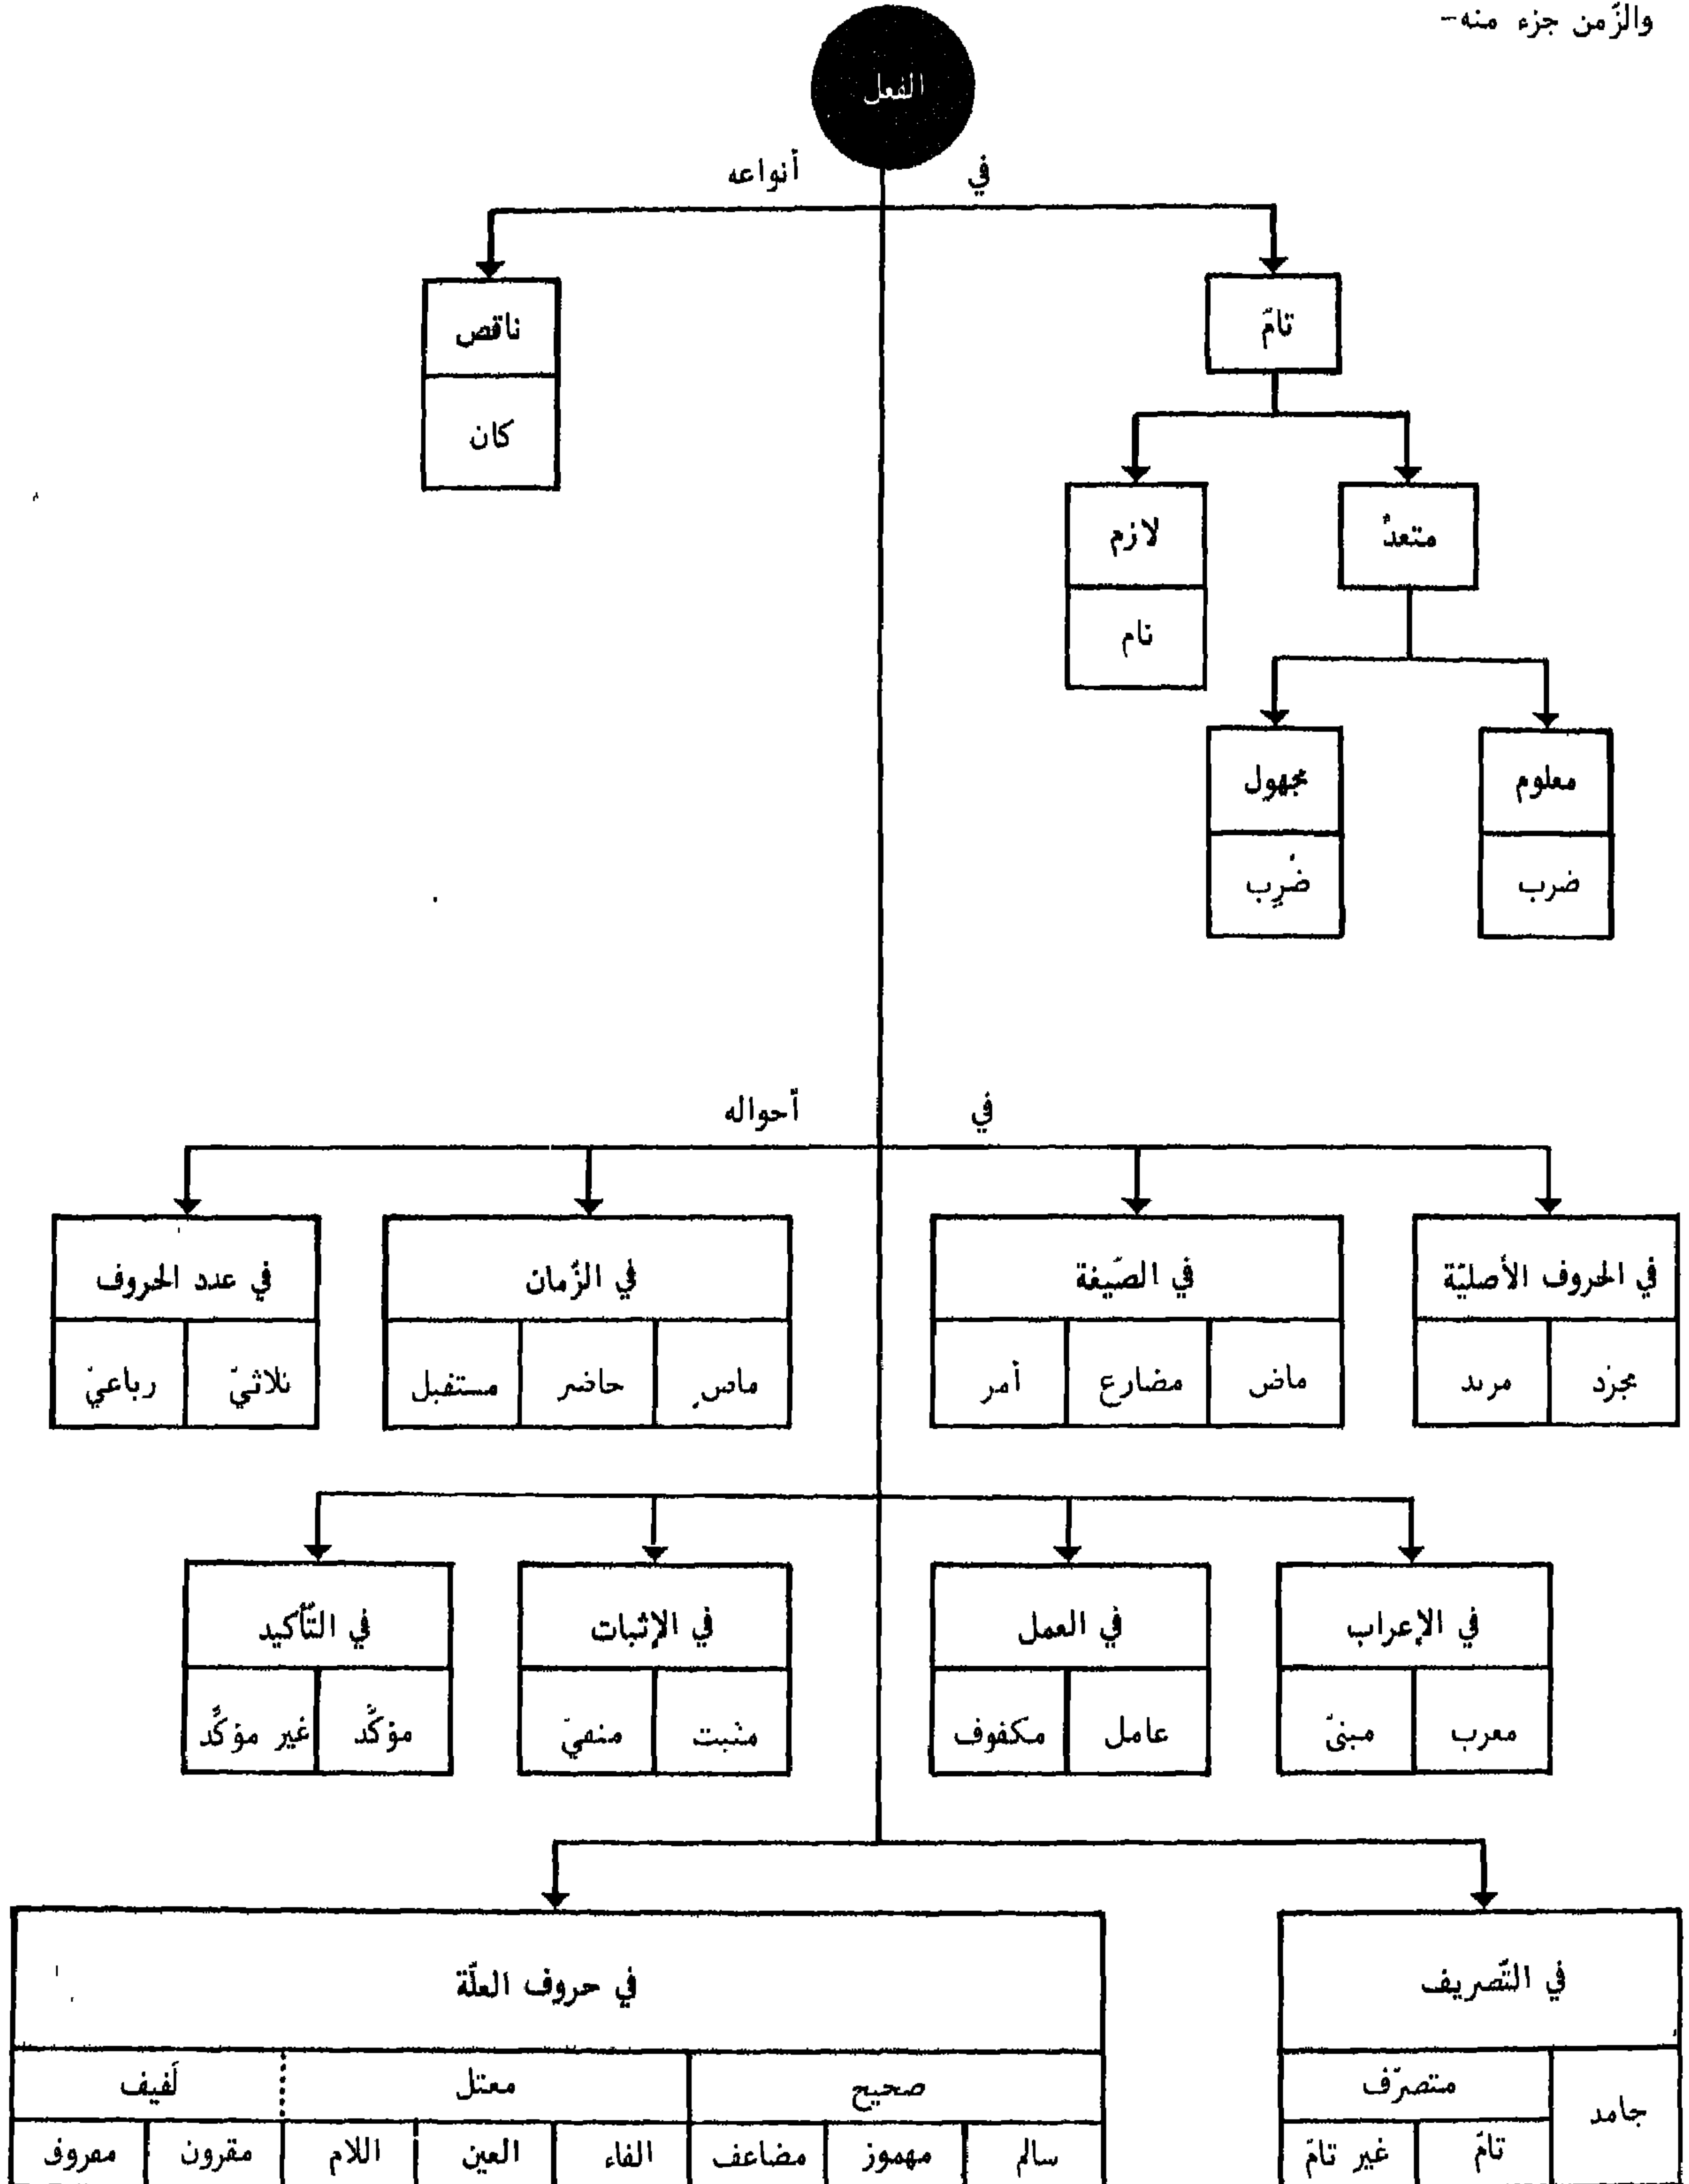 والزّمن جزء منه-
الفعل
في أنواعه
تامّ ناقص
كان
متعدٍّ لازم
نام
معلوم مجهول
ضرب ضُرِب
في أحواله
في الحروف الأصليّة في الصّيغة في الزّمان في عدد الحروف
مجرّد مزيد ماض مضارع أمر ماضٍ حاضر مستقبل ثلاثيّ رباعيّ
في الإعراب في العمل في الإثبات في التّأكيد
معرب مبنيّ عامل مكفوف مثبت منفيّ مؤكَّد غير مؤكَّد
في التّصريف في حروف العلّة
جامد متصرّف صحيح معتل لَفيف
تامّ غير تامّ سالم مهموز مضاعف الفاء العين اللام مقرون مفروق